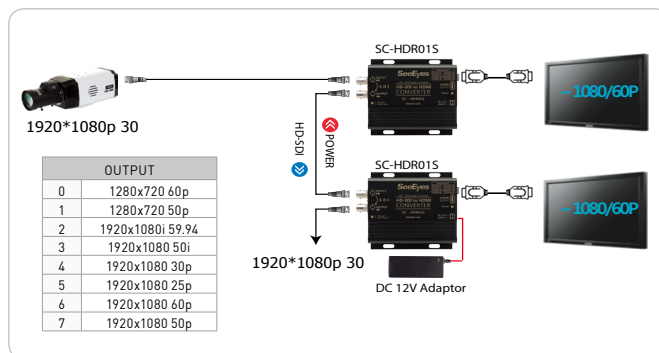 SC-HDR01S
INPUT
SeeEyes
HD-SDI to HDMI
CONVERTER
~ 1080/60P
1920*1080p 30
HD-SDI
POWER
SC-HDR01S
INPUT
SeeEyes
HD-SDI to HDMI
CONVERTER
~ 1080/60P
1920*1080p 30
DC 12V Adaptor
OUTPUT
0 1280x720 60p
1 1280x720 50p
2 1920x1080i 59.94
3 1920x1080 50i
4 1920x1080 30p
5 1920x1080 25p
6 1920x1080 60p
7 1920x1080 50p